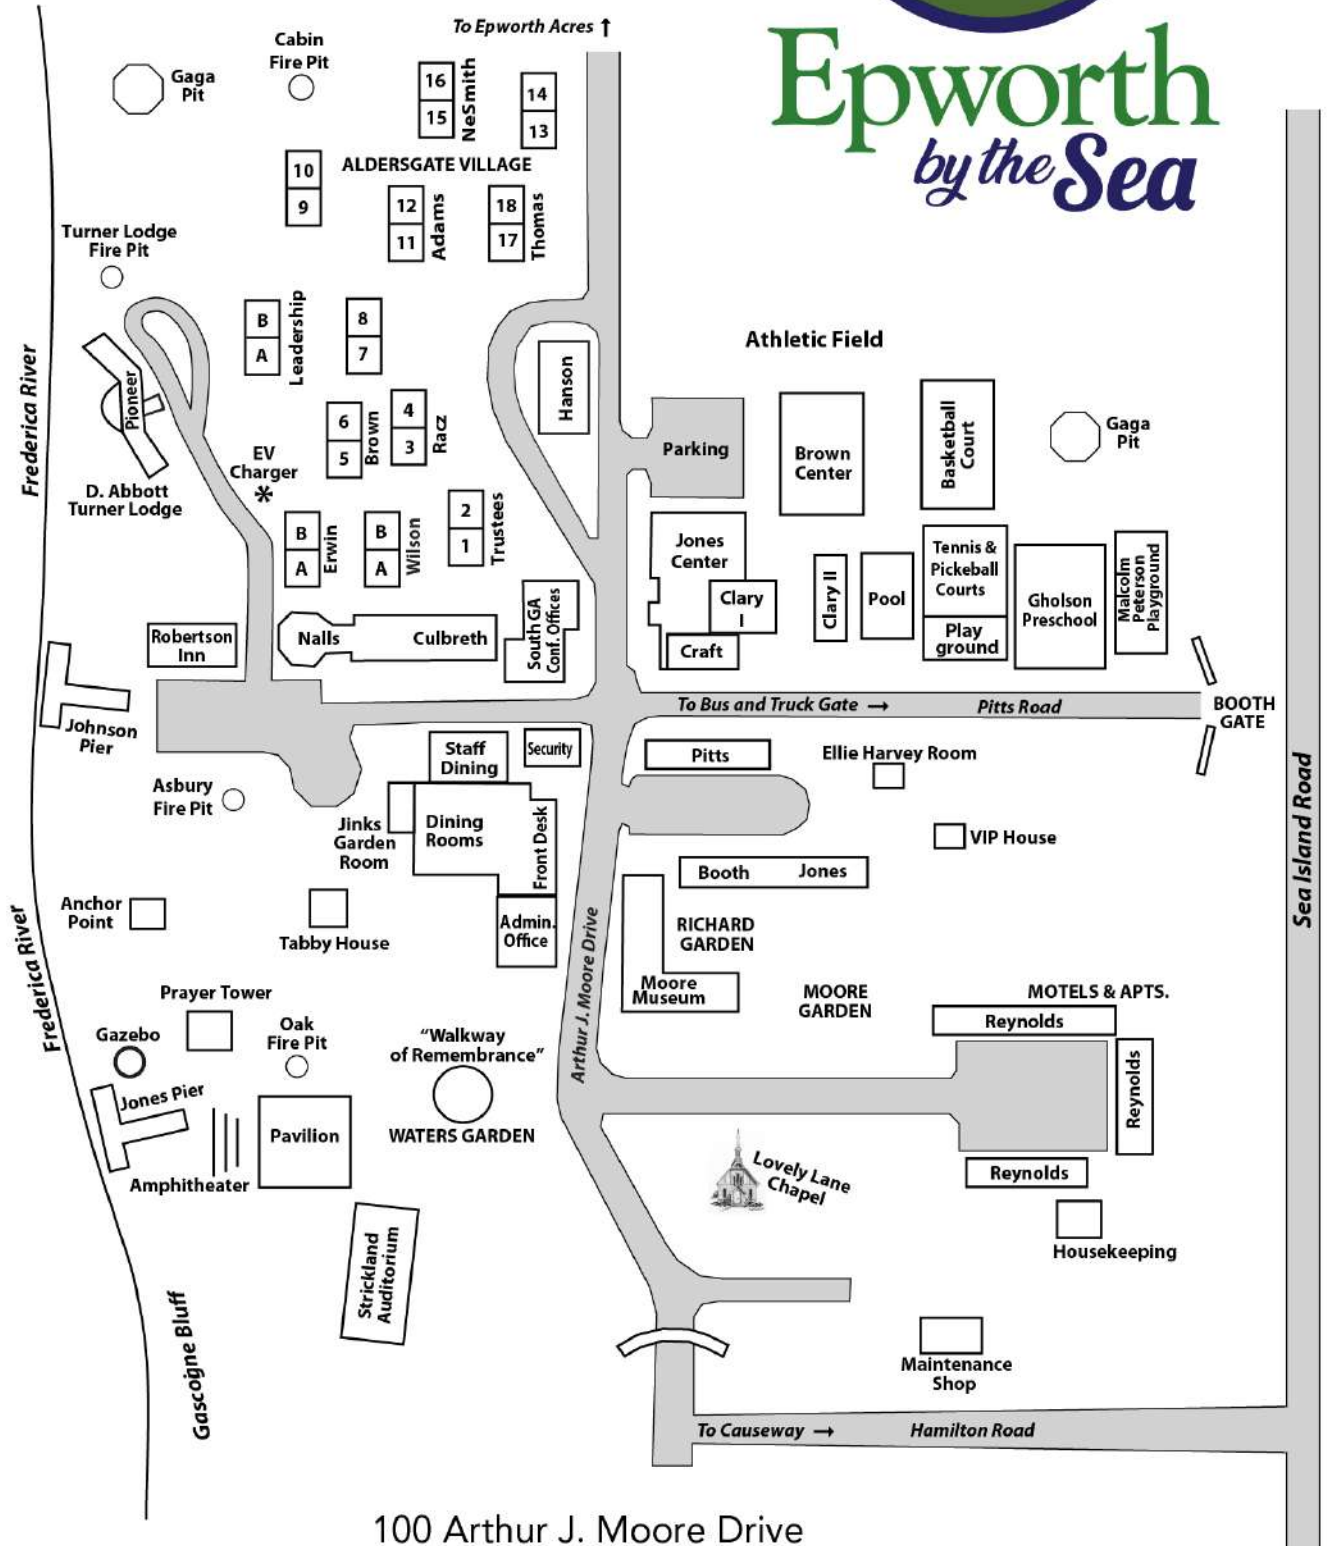 To Epworth Acres ↑
Epworth
by the Sea
Cabin
Fire Pit
Gaga
Pit
16
15
NeSmith
14
13
ALDERSGATE VILLAGE
10
9
12
11
Adams
18
17
Thomas
Turner Lodge
Fire Pit
B
A
Leadership
8
7
Hanson
Athletic Field
Frederica River
Pioneer
D. Abbott
Turner Lodge
6
5
Brown
4
3
Racz
EV
Charger
*
Parking
Brown
Center
Basketball
Court
Gaga
Pit
B
A
Erwin
B
A
Wilson
2
1
Trustees
Jones
Center
Clary
I
Craft
Clary II
Pool
Tennis &
Pickeball
Courts
Play
ground
Gholson
Preschool
Malcolm
Peterson
Playground
Robertson
Inn
Nalls
Culbreth
South GA
Conf. Offices
Johnson
Pier
To Bus and Truck Gate →
Pitts Road
BOOTH
GATE
Staff
Dining
Security
Pitts
Ellie Harvey Room
Asbury
Fire Pit
Jinks
Garden
Room
Dining
Rooms
Front Desk
VIP House
Sea Island Road
Booth
Jones
Anchor
Point
Tabby House
Admin.
Office
Arthur J. Moore Drive
RICHARD
GARDEN
Moore
Museum
MOORE
GARDEN
MOTELS & APTS.
Reynolds
Reynolds
Reynolds
Frederica River
Prayer Tower
Gazebo
Oak
Fire Pit
“Walkway
of Remembrance”
WATERS GARDEN
Jones Pier
Pavilion
Amphitheater
Lovely Lane
Chapel
Housekeeping
Strickland
Auditorium
Gascoigne Bluff
Maintenance
Shop
To Causeway →
Hamilton Road
100 Arthur J. Moore Drive